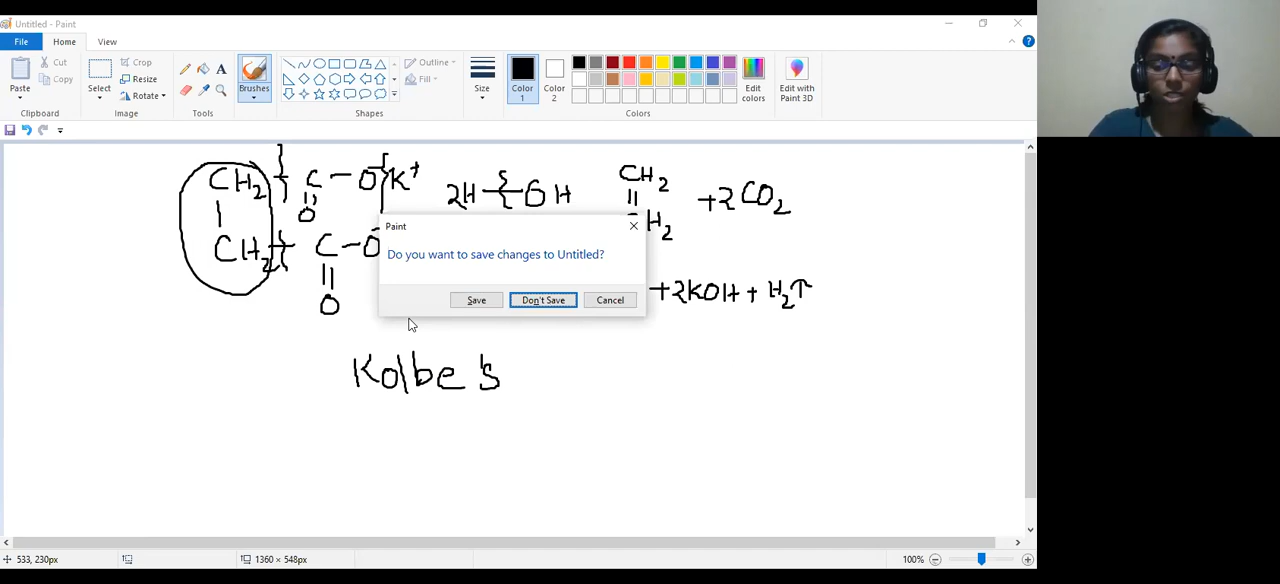 Untitled - Paint
File Home View
Paste Cut Copy Select Crop Resize Rotate Brushes Outline Fill Size Color 1 Color 2 Edit colors Edit with Paint 3D
Clipboard Image Tools Shapes Colors
CH2 C - O K+ 2H OH CH2 +2CO2
O
CH2 C - O H2
O
+2KOH + H2↑
Paint
Do you want to save changes to Untitled?
Save Don't Save Cancel
Kolbe's
533, 230px 1360 × 548px 100%